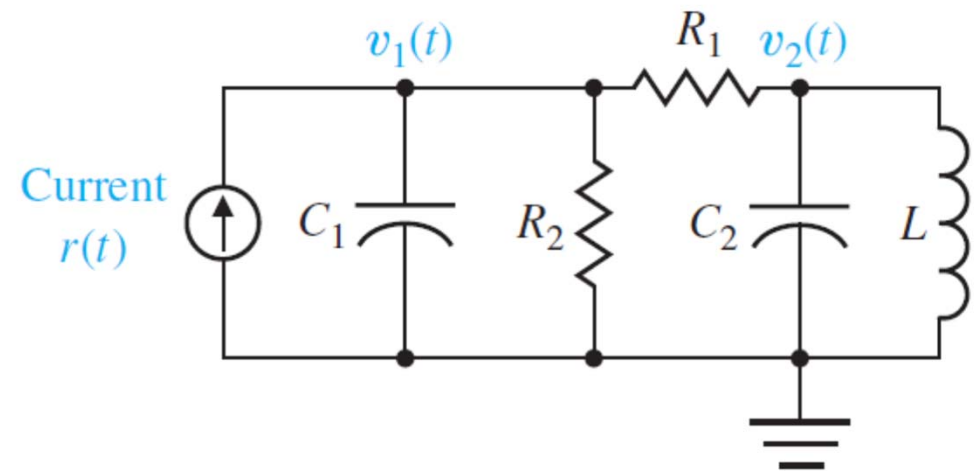 v₁(t)
R₁
v₂(t)
Current
r(t)
C₁
R₂
C₂
L